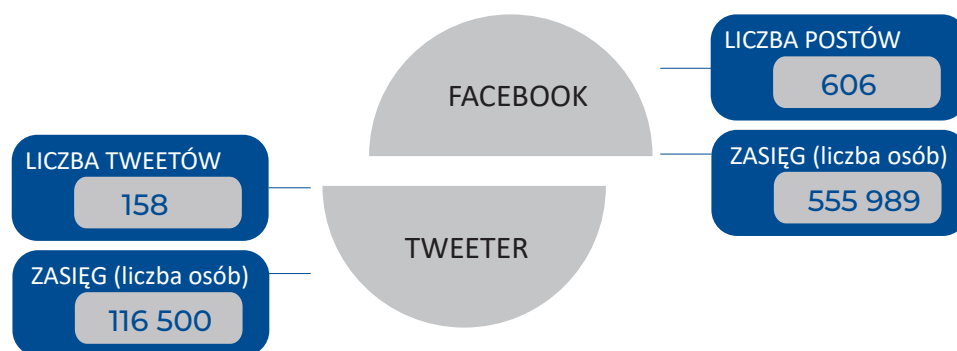 LICZBA POSTÓW
606
FACEBOOK
ZASIĘG (liczba osób)
555 989
LICZBA TWEETÓW
158
TWEETER
ZASIĘG (liczba osób)
116 500